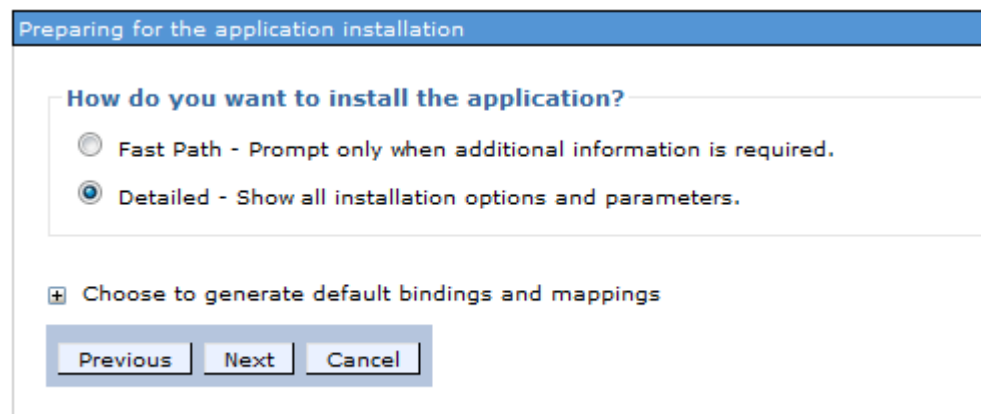 Preparing for the application installation
How do you want to install the application?
Fast Path - Prompt only when additional information is required.
Detailed - Show all installation options and parameters.
Choose to generate default bindings and mappings
Previous Next Cancel